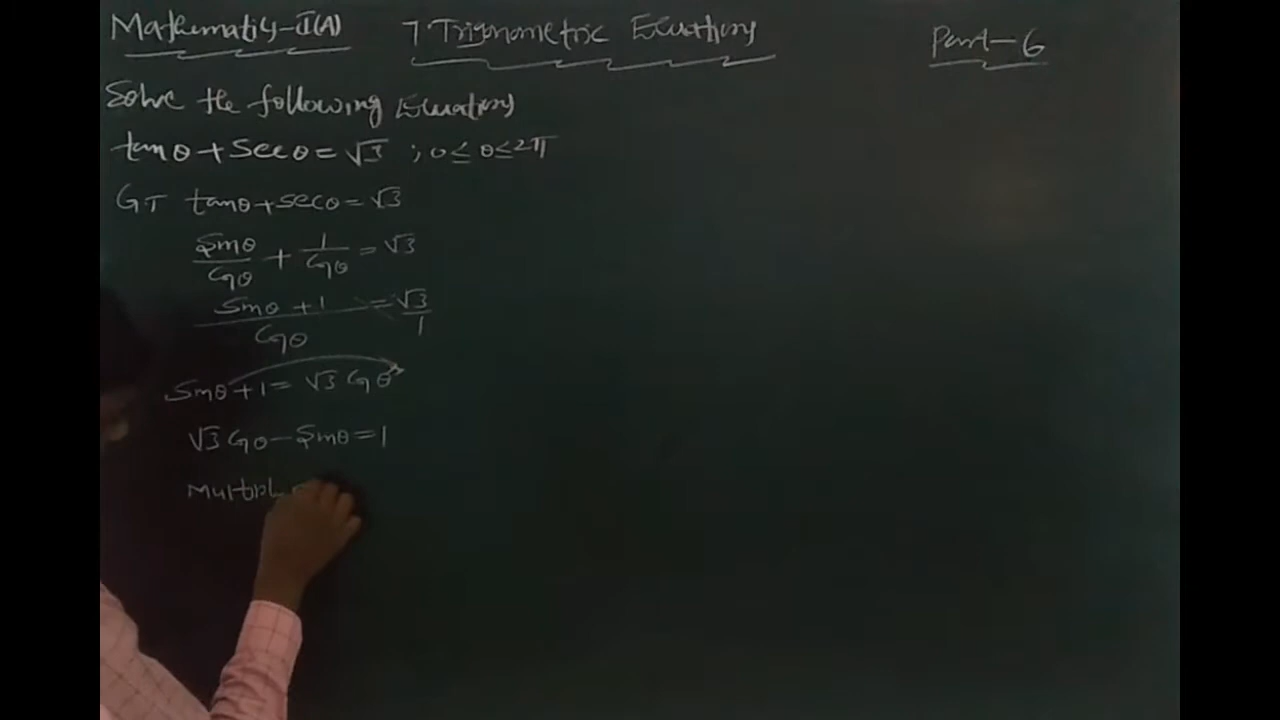 Mathematics-I(A) 7. Trigonometric Equations Part-6
Solve the following Equations
tanθ + secθ = √3 ; 0 ≤ θ ≤ 2π
GT tanθ + secθ = √3
sinθ/cosθ + 1/cosθ = √3
sinθ + 1/cosθ = √3/1
sinθ + 1 = √3 cosθ
√3 cosθ - sinθ = 1
Multipl